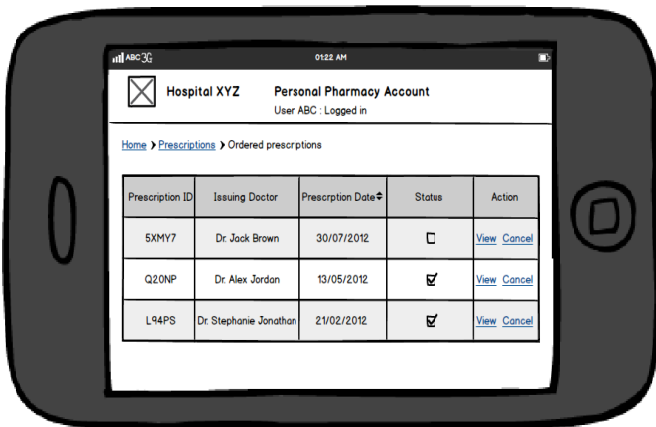 ABC 3G 01:22 AM
Hospital XYZ Personal Pharmacy Account
User ABC : Logged in
Home > Prescriptions > Ordered prescrptions
Prescription ID Issuing Doctor Prescrption Date Status Action
5XMY7 Dr. Jack Brown 30/07/2012 View Cancel
Q20NP Dr. Alex Jordan 13/05/2012 View Cancel
L94PS Dr. Stephanie Jonathan 21/02/2012 View Cancel